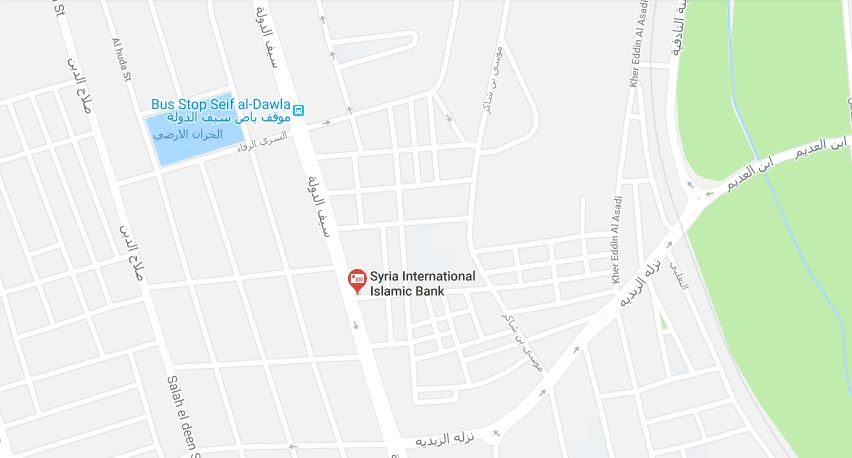 صلاح الدين
Al huda St
سيف الدولة
Bus Stop Seif al-Dawla
موقف باص سيف الدولة
الخزان الارضي
السري الرفاء
موسى بن شاكر
Kher Eddin Al Asadi
ابن العديم
ابن العديم
سيف الدولة
صلاح الدين
Kher Eddin Al Asadi
Syria International
Islamic Bank
نزله الزبديه
الثعلبي
موسى بن شاكر
Salah el deen S
نزله الزبديه